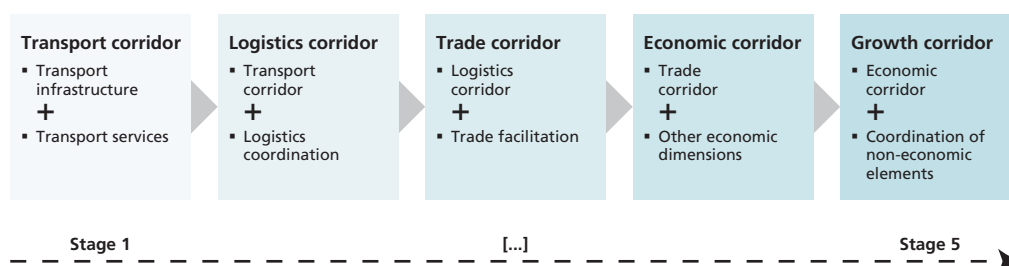 Transport corridor
▪ Transport
infrastructure
+
▪ Transport services
Logistics corridor
▪ Transport
corridor
+
▪ Logistics
coordination
Trade corridor
▪ Logistics
corridor
+
▪ Trade facilitation
Economic corridor
▪ Trade
corridor
+
▪ Other economic
dimensions
Growth corridor
▪ Economic
corridor
+
▪ Coordination of
non-economic
elements
Stage 1
[...]
Stage 5